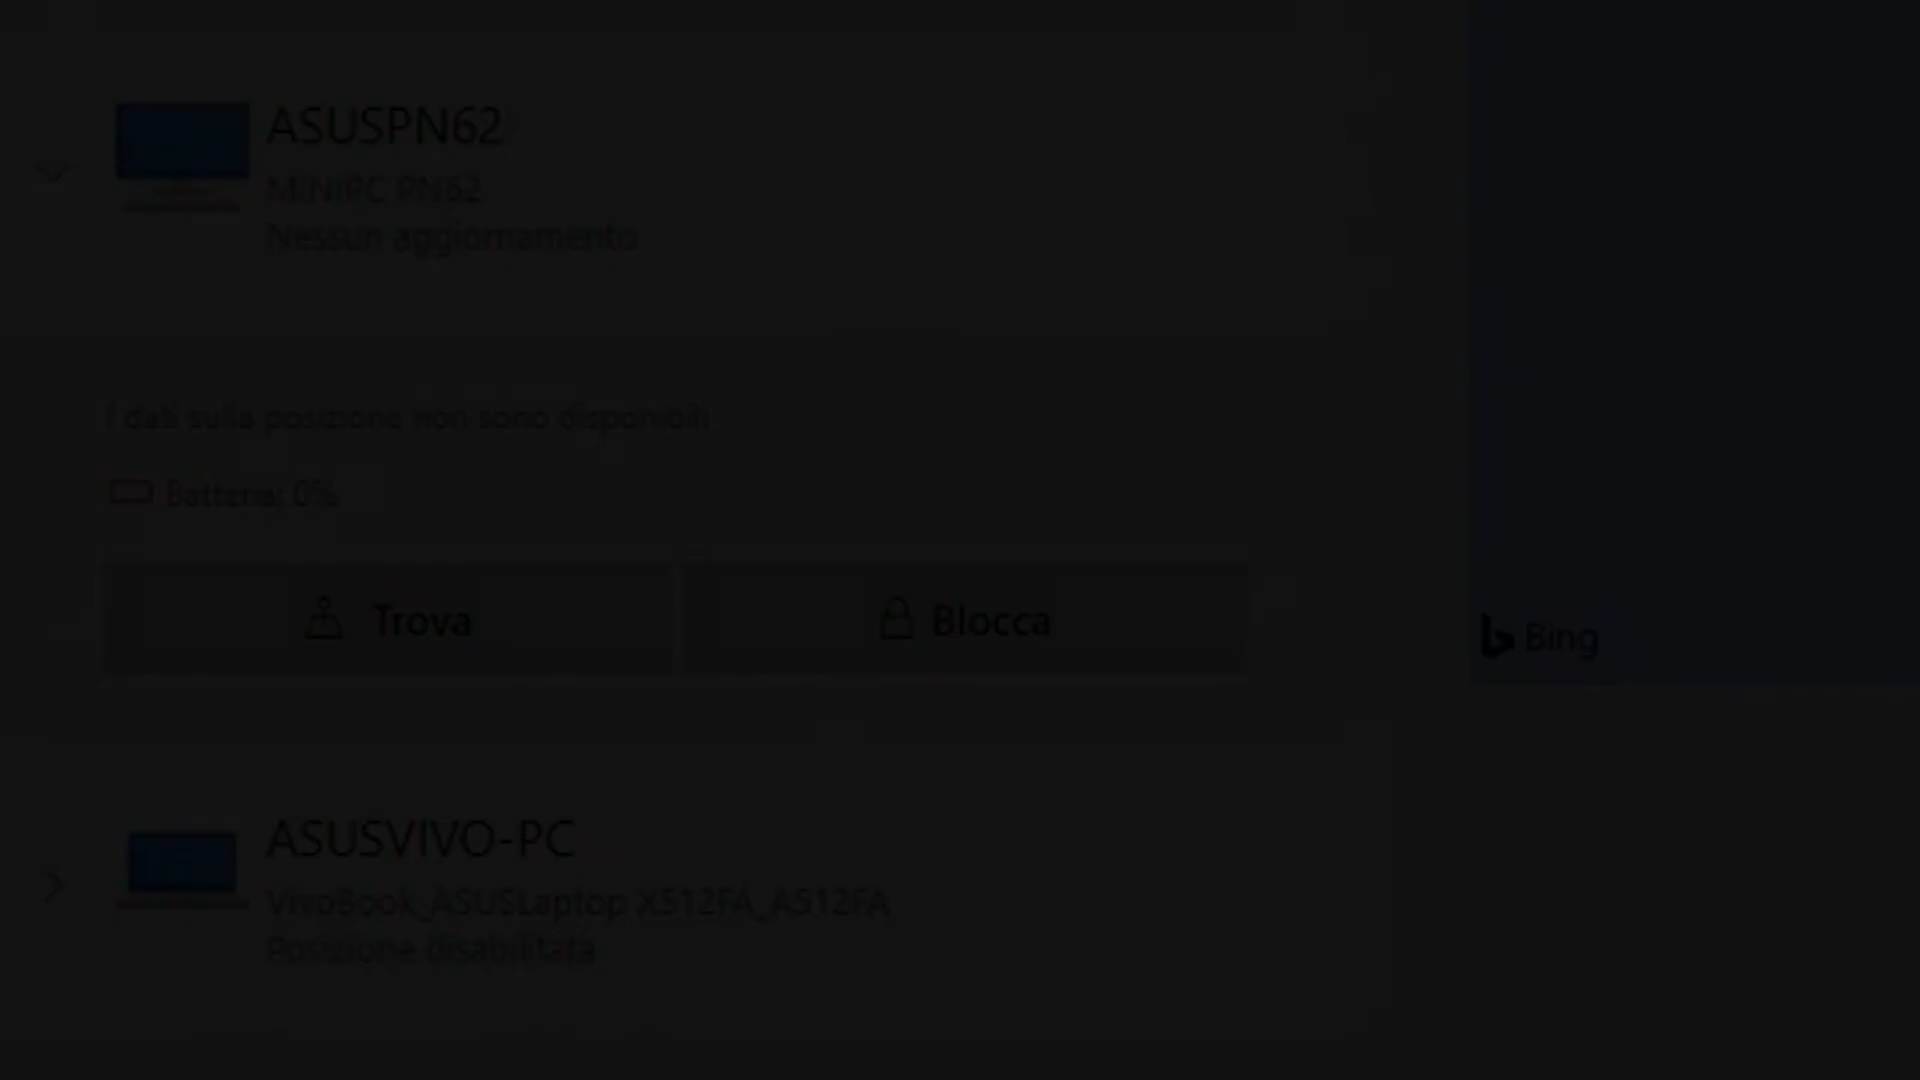 ASUSPN62
MINIPC PN62
Nessun aggiornamento
I dati sulla posizione non sono disponibili
Batteria: 0%
Trova
Blocca
Bing
ASUSVIVO-PC
VivoBook_ASUSLaptop X512FA_A512FA
Posizione disabilitata